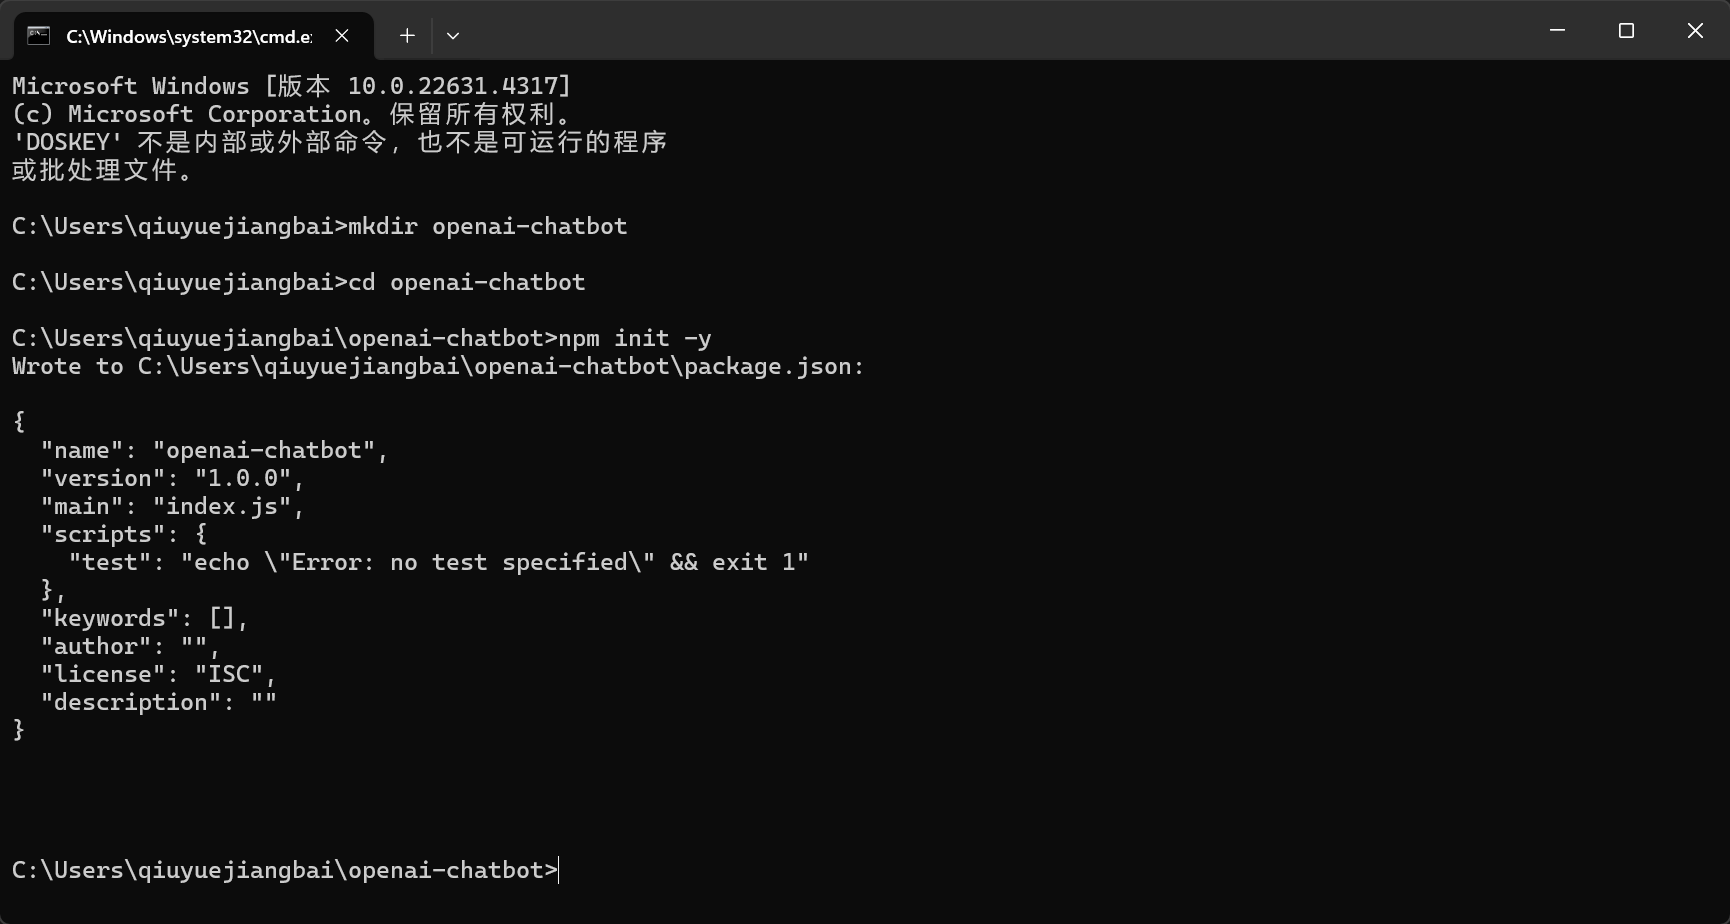 C:\Windows\system32\cmd.e
Microsoft Windows [版本 10.0.22631.4317]
(c) Microsoft Corporation。保留所有权利。
'DOSKEY' 不是内部或外部命令，也不是可运行的程序
或批处理文件。
C:\Users\qiuyuejiangbai>mkdir openai-chatbot
C:\Users\qiuyuejiangbai>cd openai-chatbot
C:\Users\qiuyuejiangbai\openai-chatbot>npm init -y
Wrote to C:\Users\qiuyuejiangbai\openai-chatbot\package.json:
{
  "name": "openai-chatbot",
  "version": "1.0.0",
  "main": "index.js",
  "scripts": {
    "test": "echo \"Error: no test specified\" && exit 1"
  },
  "keywords": [],
  "author": "",
  "license": "ISC",
  "description": ""
}
C:\Users\qiuyuejiangbai\openai-chatbot>